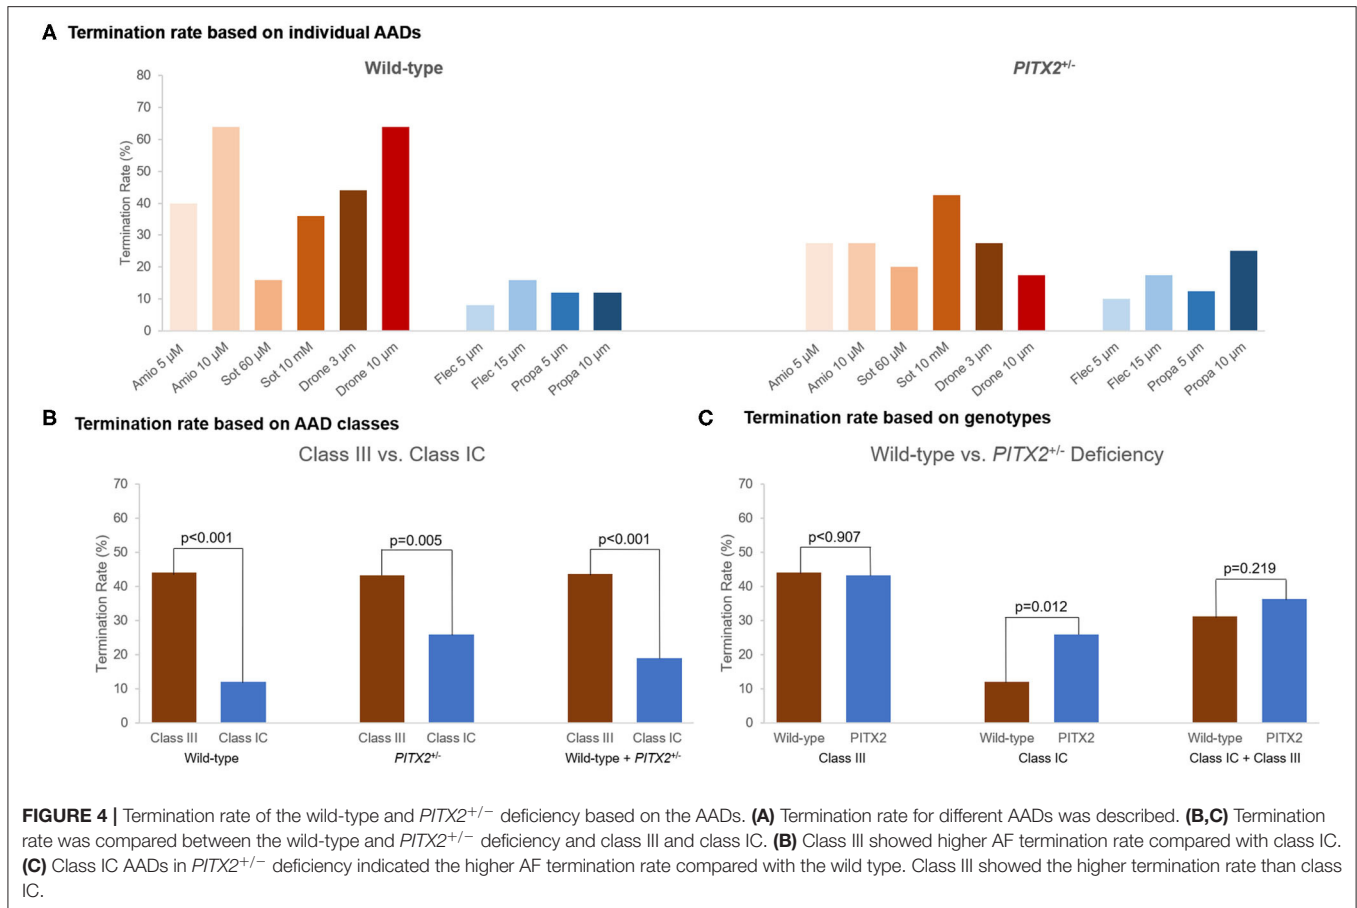 A Termination rate based on individual AADs
Wild-type
80
70
60
50
40
30
20
10
0
Termination Rate (%)
Amio 5 µM
Amio 10 µM
Sot 60 µM
Sot 10 mM
Drone 3 µm
Drone 10 µm
Flec 5 µm
Flec 15 µm
Propa 5 µm
Propa 10 µm
PITX2+/-
Amio 5 µM
Amio 10 µM
Sot 60 µM
Sot 10 mM
Drone 3 µm
Drone 10 µm
Flec 5 µm
Flec 15 µm
Propa 5 µm
Propa 10 µm
B Termination rate based on AAD classes
Class III vs. Class IC
70
60
50
40
30
20
10
0
Termination Rate (%)
p<0.001
p=0.005
p<0.001
Class III Class IC
Wild-type
Class III Class IC
PITX2+/-
Class III Class IC
Wild-type + PITX2+/-
C Termination rate based on genotypes
Wild-type vs. PITX2+/- Deficiency
70
60
50
40
30
20
10
0
Termination Rate (%)
p<0.907
p=0.012
p=0.219
Wild-ype PITX2
Class III
Wild-type PITX2
Class IC
Wild-type PITX2
Class IC + Class III
FIGURE 4 | Termination rate of the wild-type and PITX2+/− deficiency based on the AADs. (A) Termination rate for different AADs was described. (B,C) Termination
rate was compared between the wild-type and PITX2+/− deficiency and class III and class IC. (B) Class III showed higher AF termination rate compared with class IC.
(C) Class IC AADs in PITX2+/− deficiency indicated the higher AF termination rate compared with the wild type. Class III showed the higher termination rate than class
IC.